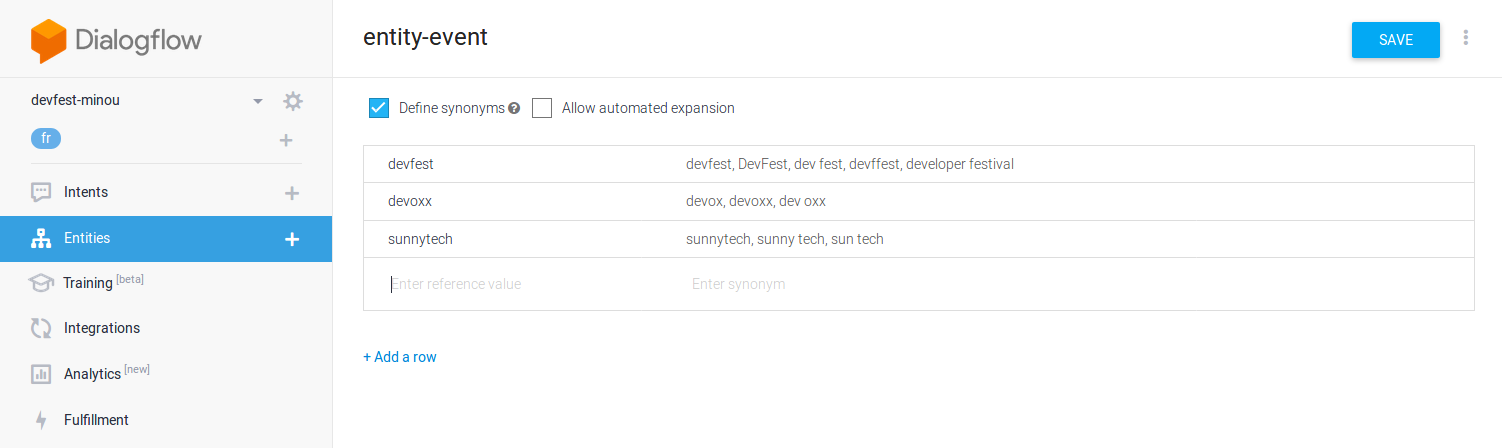 Dialogflow
entity-event
SAVE
devfest-minou
fr
Intents
Entities
Training [beta]
Integrations
Analytics [new]
Fulfillment
Define synonyms ? Allow automated expansion
devfest devfest, DevFest, dev fest, devffest, developer festival
devoxx devox, devoxx, dev oxx
sunnytech sunnytech, sunny tech, sun tech
Enter reference value Enter synonym
+ Add a row